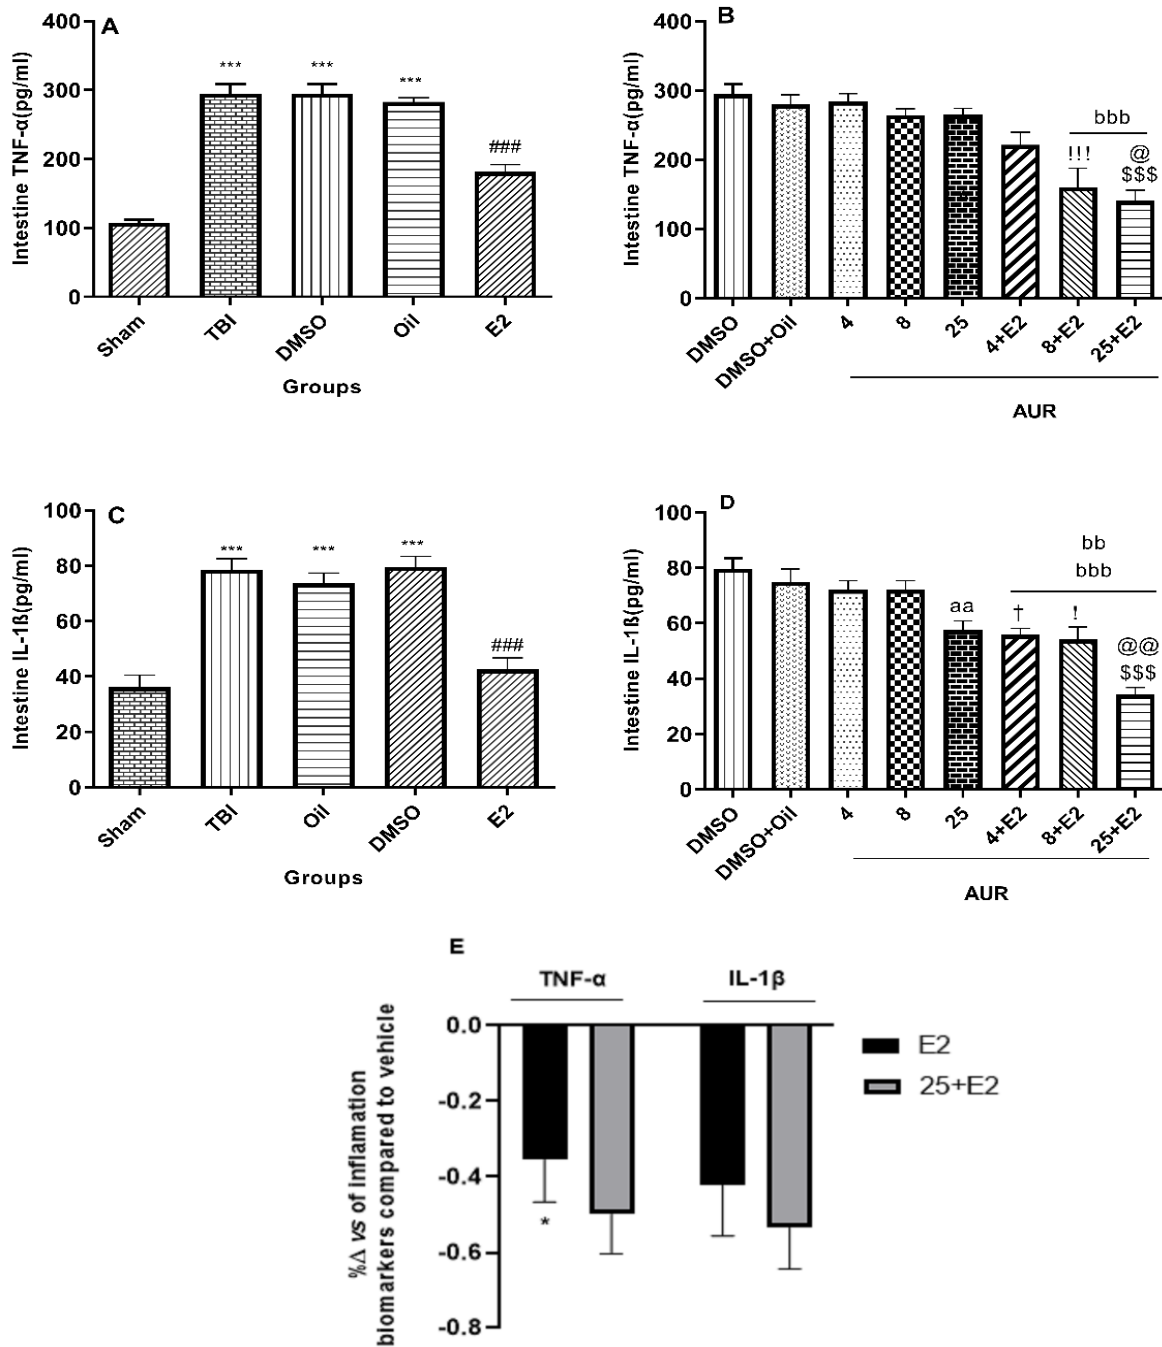 A
Intestine TNF-α(pg/ml)
400
300
200
100
0
***
***
***
###
Sham
TBI
DMSO
Oil
E2
Groups
B
Intestine TNF-α(pg/ml)
400
300
200
100
0
bbb
!!!
@
$$$
DMSO
DMSO+Oil
4
8
25
4+E2
8+E2
25+E2
AUR
C
Intestine IL-1ß(pg/ml)
100
80
60
40
20
0
***
***
***
###
Sham
TBI
Oil
DMSO
E2
Groups
D
Intestine IL-1ß(pg/ml)
100
80
60
40
20
0
bb
bbb
aa
†
!
@@
$$$
DMSO
DMSO+Oil
4
8
25
4+E2
8+E2
25+E2
AUR
E
TNF-α
IL-1β
%Δ vs of inflamation
biomarkers compared to vehicle
0.0
-0.2
-0.4
-0.6
-0.8
*
E2
25+E2